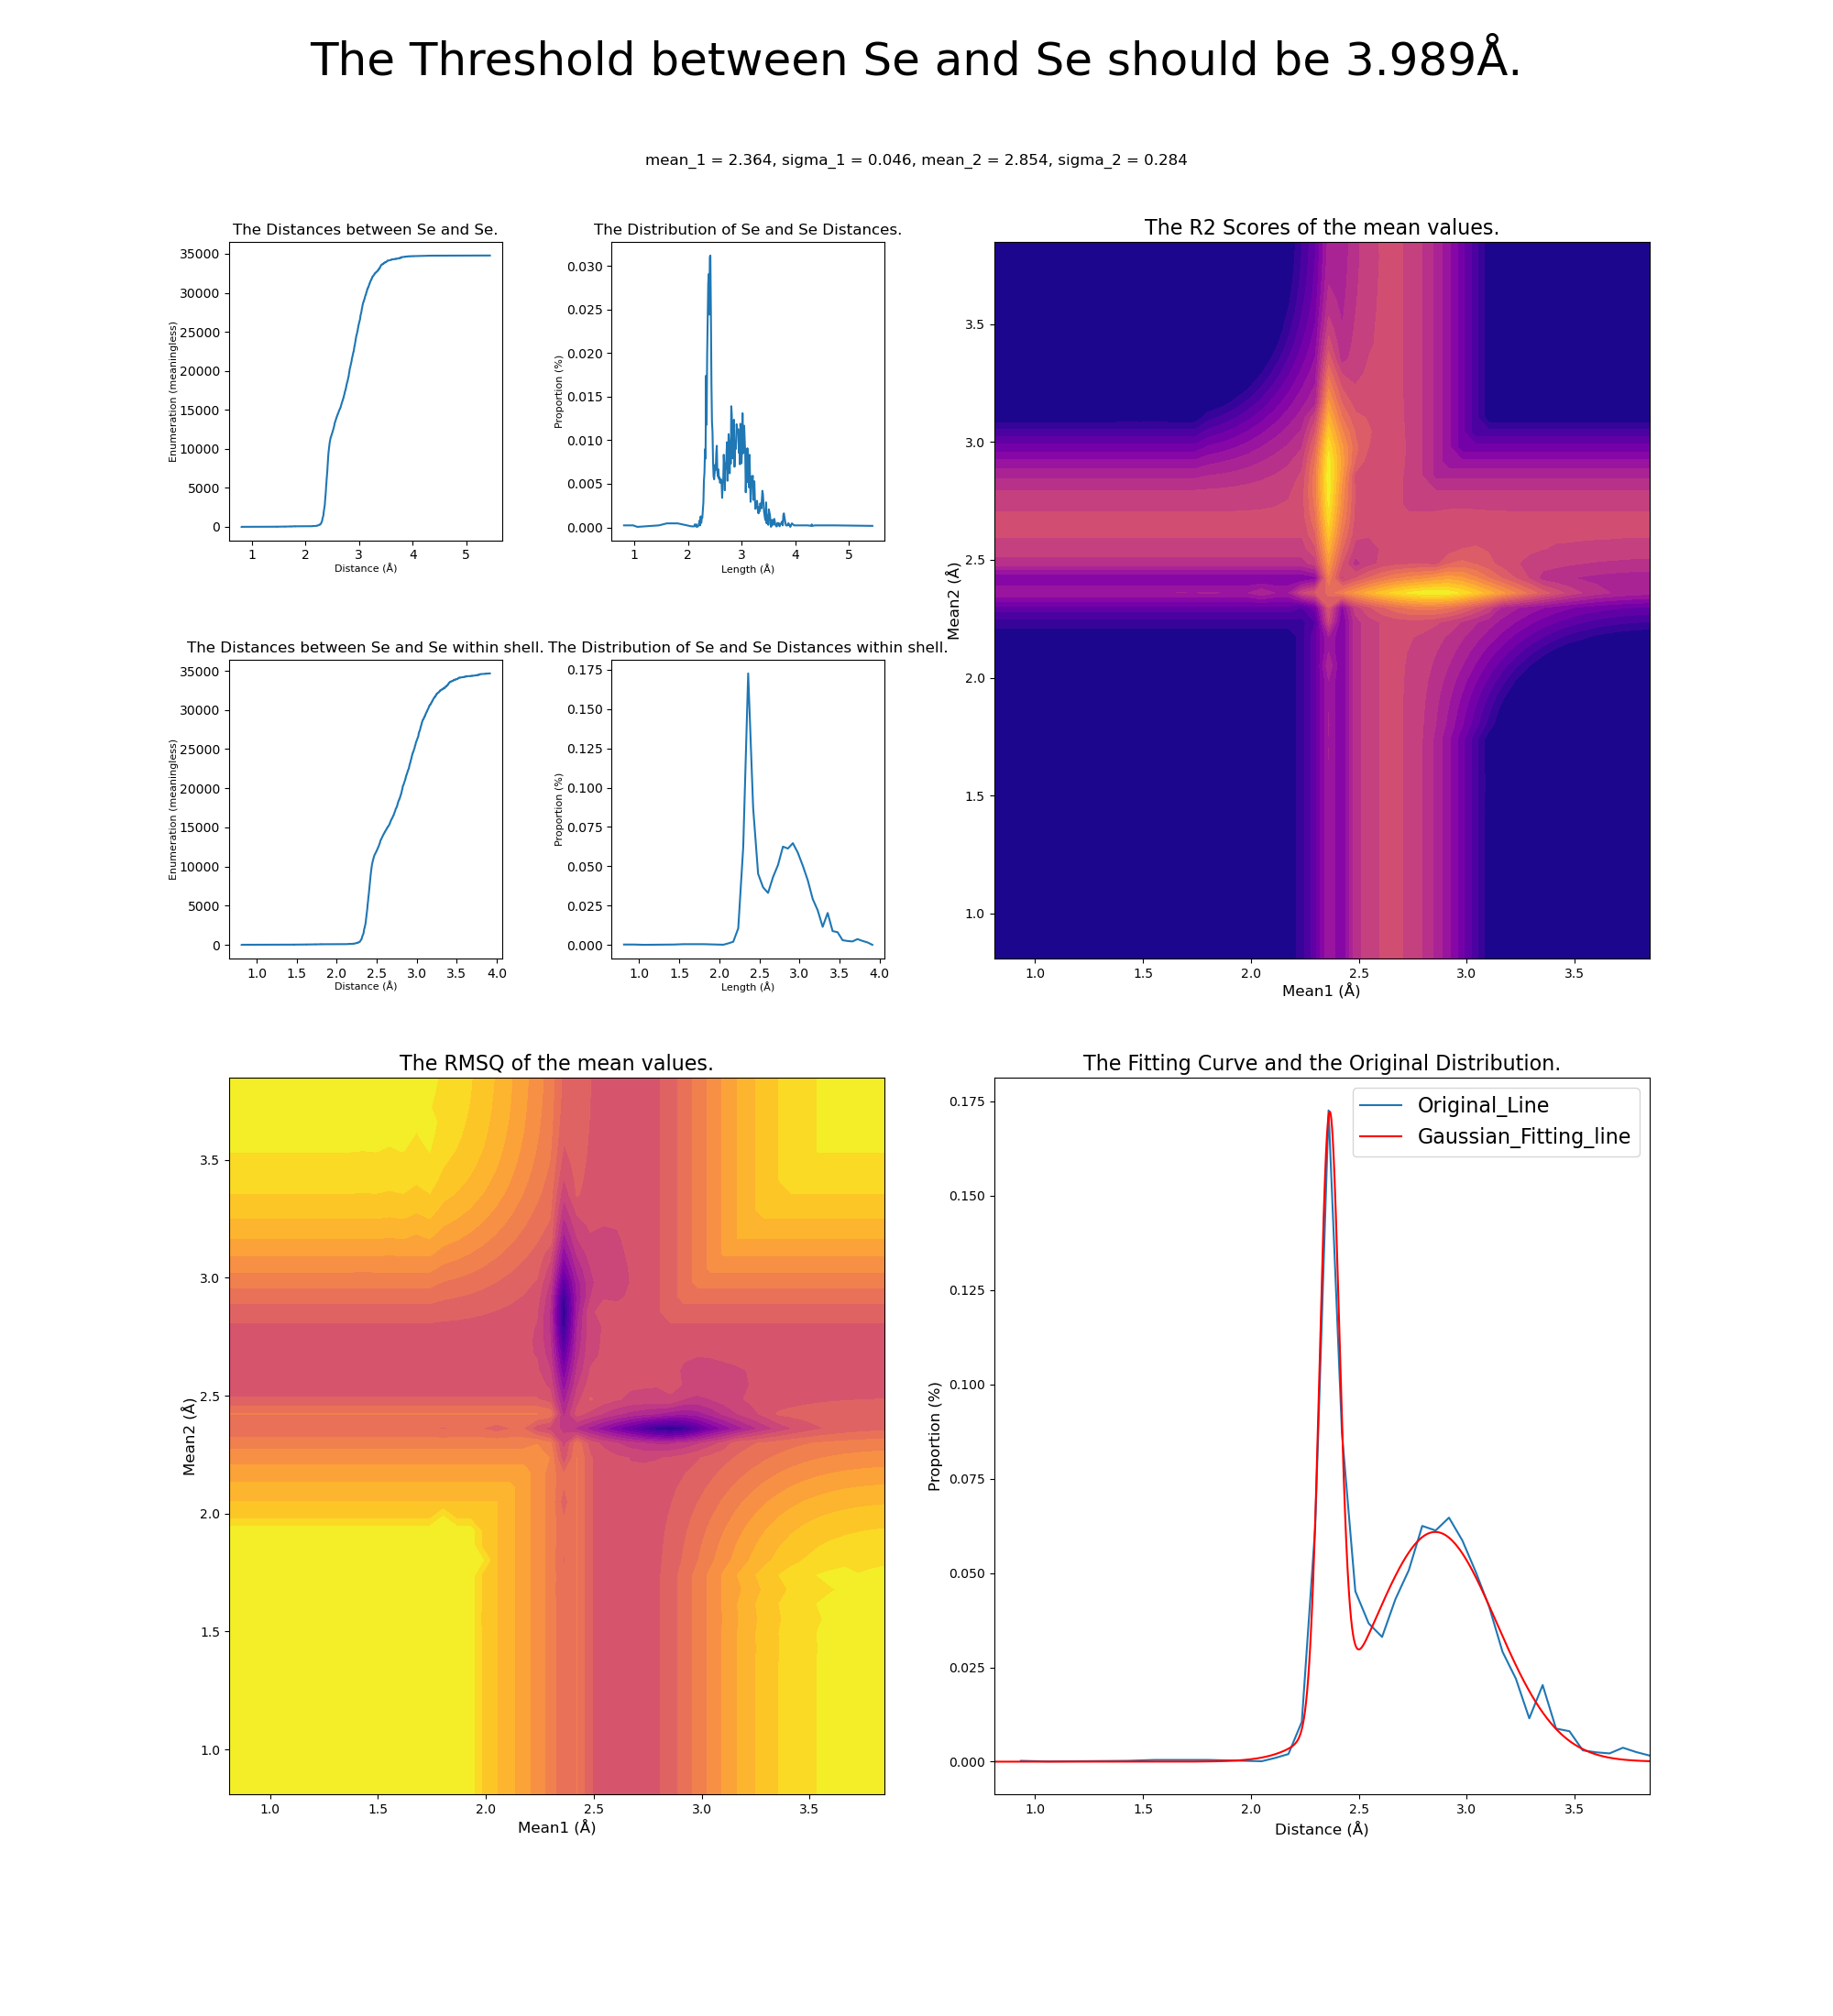 The Threshold between Se and Se should be 3.989Å.
mean_1 = 2.364, sigma_1 = 0.046, mean_2 = 2.854, sigma_2 = 0.284
The Distances between Se and Se.
35000
30000
25000
20000
15000
10000
5000
0
Enumeration (meaningless)
1 2 3 4 5
Distance (Å)
The Distribution of Se and Se Distances.
0.030
0.025
0.020
0.015
0.010
0.005
0.000
Proportion (%)
1 2 3 4 5
Length (Å)
The R2 Scores of the mean values.
3.5
3.0
2.5
2.0
1.5
1.0
Mean2 (Å)
1.0 1.5 2.0 2.5 3.0 3.5
Mean1 (Å)
The Distances between Se and Se within shell.
35000
30000
25000
20000
15000
10000
5000
0
Enumeration (meaningless)
1.0 1.5 2.0 2.5 3.0 3.5 4.0
Distance (Å)
The Distribution of Se and Se Distances within shell.
0.175
0.150
0.125
0.100
0.075
0.050
0.025
0.000
Proportion (%)
1.0 1.5 2.0 2.5 3.0 3.5 4.0
Length (Å)
The RMSQ of the mean values.
3.5
3.0
2.5
2.0
1.5
1.0
Mean2 (Å)
1.0 1.5 2.0 2.5 3.0 3.5
Mean1 (Å)
The Fitting Curve and the Original Distribution.
Original_Line
Gaussian_Fitting_line
0.175
0.150
0.125
0.100
0.075
0.050
0.025
0.000
Proportion (%)
1.0 1.5 2.0 2.5 3.0 3.5
Distance (Å)